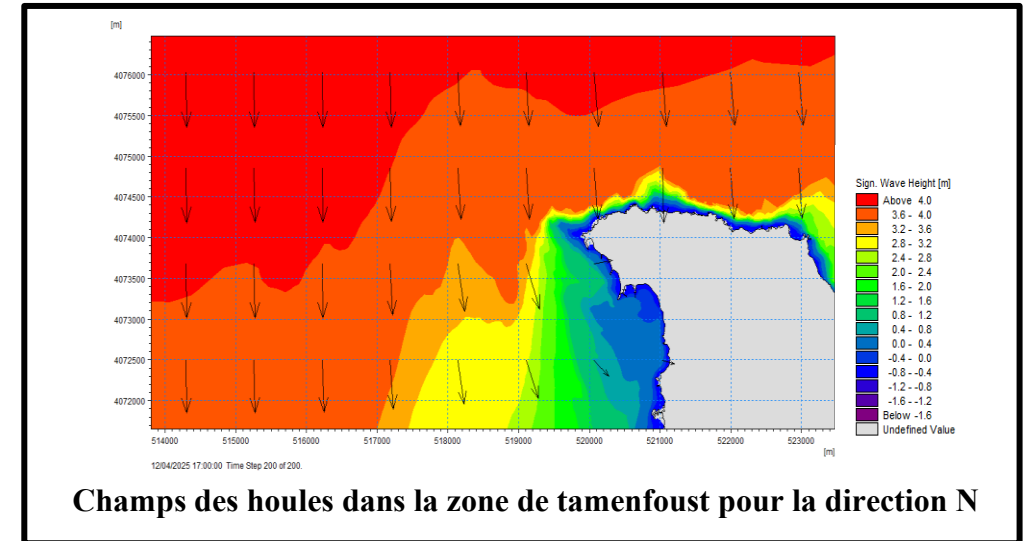 [m]
4076000
4075500
4075000
4074500
4074000
4073500
4073000
4072500
4072000
514000 515000 516000 517000 518000 519000 520000 521000 522000 523000
[m]
Sign. Wave Height [m]
Above 4.0
3.6 - 4.0
3.2 - 3.6
2.8 - 3.2
2.4 - 2.8
2.0 - 2.4
1.6 - 2.0
1.2 - 1.6
0.8 - 1.2
0.4 - 0.8
0.0 - 0.4
-0.4 - 0.0
-0.8 - -0.4
-1.2 - -0.8
-1.6 - -1.2
Below -1.6
Undefined Value
12/04/2025 17:00:00 Time Step 200 of 200.
Champs des houles dans la zone de tamenfoust pour la direction N